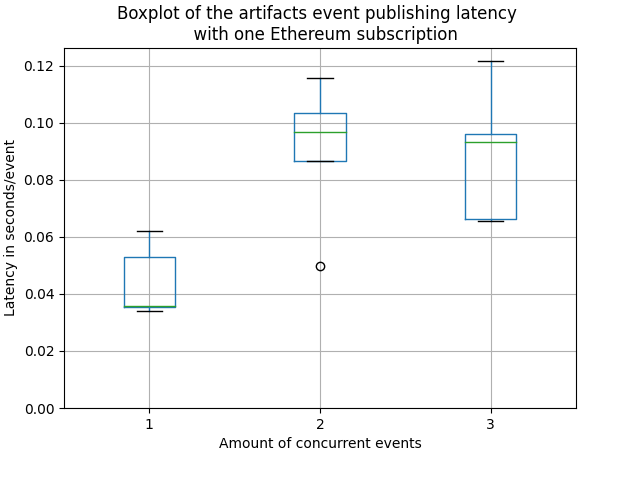 Boxplot of the artifacts event publishing latency
with one Ethereum subscription
0.12
0.10
0.08
0.06
0.04
0.02
0.00
Latency in seconds/event
1 2 3
Amount of concurrent events